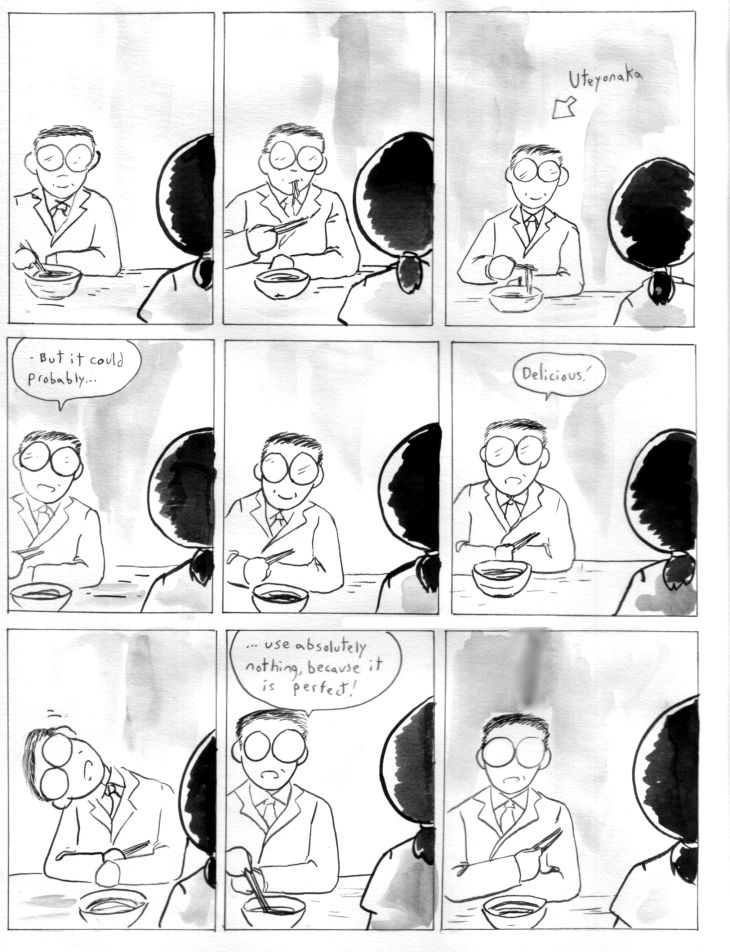 Uteyonaka
Delicious!
- But it could
probably...
... use absolutely
nothing, because it
is perfect!